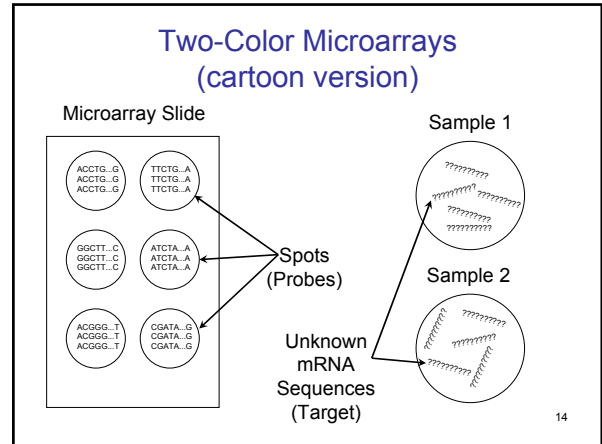 Two-Color Microarrays
(cartoon version)
Microarray Slide
ACCTG...G
ACCTG...G
ACCTG...G
TTCTG...A
TTCTG...A
TTCTG...A
GGCTT...C
GGCTT...C
GGCTT...C
ATCTA...A
ATCTA...A
ATCTA...A
ACGGG...T
ACGGG...T
ACGGG...T
CGATA...G
CGATA...G
CGATA...G
Spots
(Probes)
Sample 1
??????????
??????????
??????????
??????????
??????????
Sample 2
??????????
??????????
??????????
??????????
??????????
Unknown
mRNA
Sequences
(Target)
14